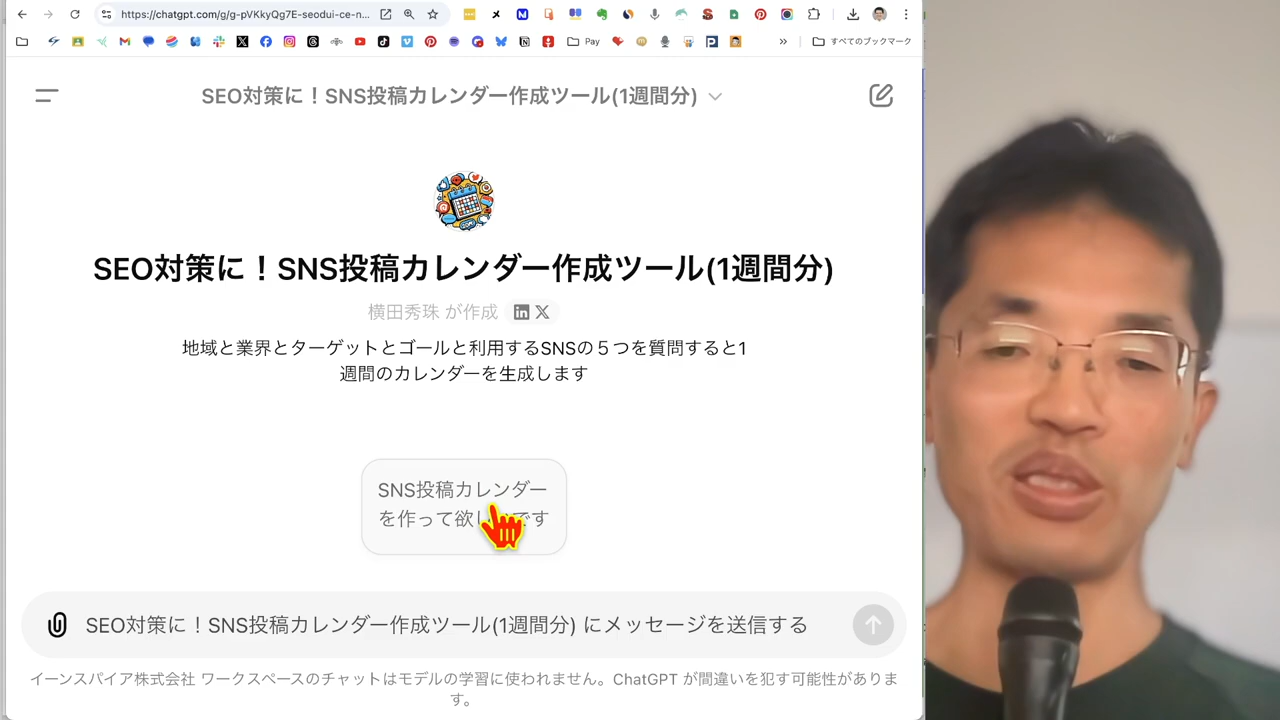 https://chatgpt.com/g/g-pVKkyQg7E-seodui-ce-n...
Pay
すべてのブックマーク
SEO対策に！SNS投稿カレンダー作成ツール(1週間分)
SEO対策に！SNS投稿カレンダー作成ツール(1週間分)
横田秀珠 が作成
地域と業界とターゲットとゴールと利用するSNSの５つを質問すると1
週間のカレンダーを生成します
SNS投稿カレンダー
を作って欲し です
SEO対策に！SNS投稿カレンダー作成ツール(1週間分) にメッセージを送信する
イーンスパイア株式会社 ワークスペースのチャットはモデルの学習に使われません。ChatGPT が間違いを犯す可能性がありま
す。